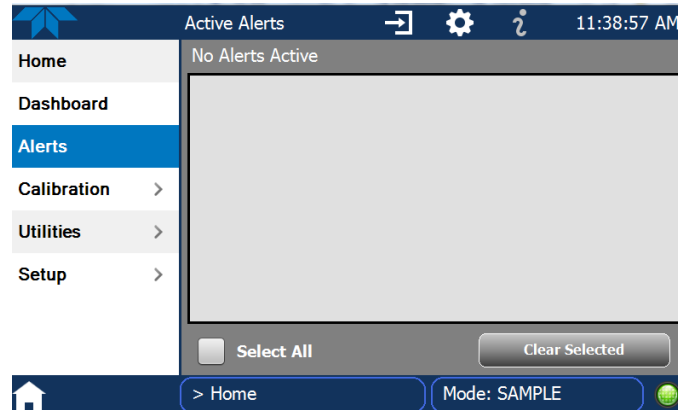 Active Alerts
11:38:57 AM
Home
No Alerts Active
Dashboard
Alerts
Calibration >
Utilities >
Setup >
Select All
Clear Selected
> Home
Mode: SAMPLE